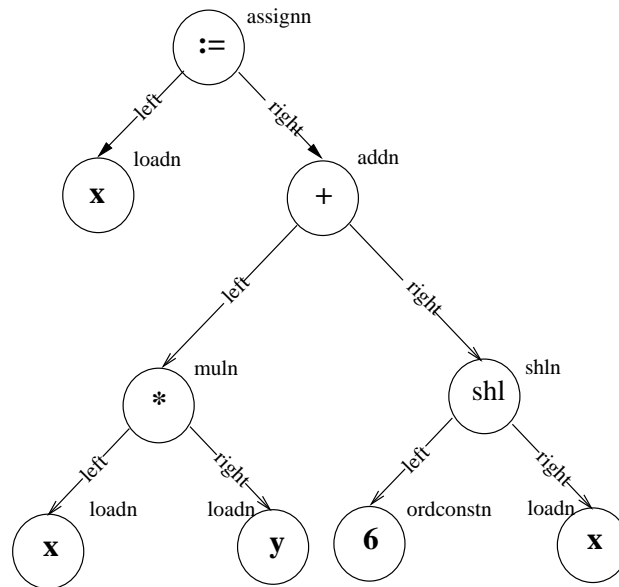 assignn
:=
left
right
loadn
x
addn
+
left
right
muln
*
shln
shl
left
right
left
right
loadn
x
loadn
y
ordconstn
6
loadn
x